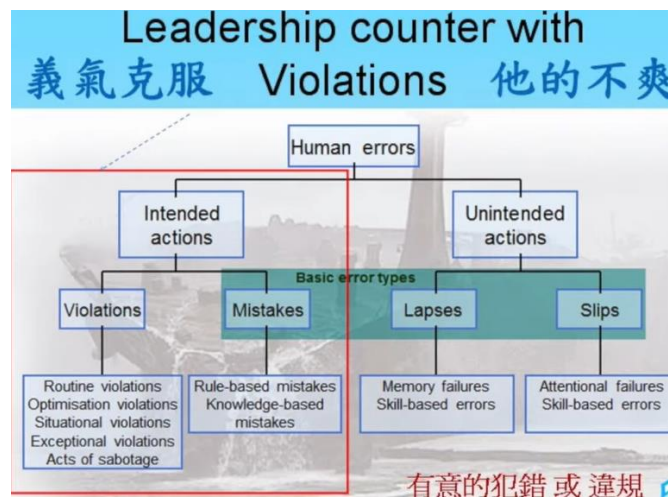 Leadership counter with
義氣克服 Violations 他的不爽
Human errors
Intended
actions
Unintended
actions
Basic error types
Violations
Mistakes
Lapses
Slips
Routine violations
Optimisation violations
Situational violations
Exceptional violations
Acts of sabotage
Rule-based mistakes
Knowledge-based
mistakes
Memory failures
Skill-based errors
Attentional failures
Skill-based errors
有意的犯錯 或 違規